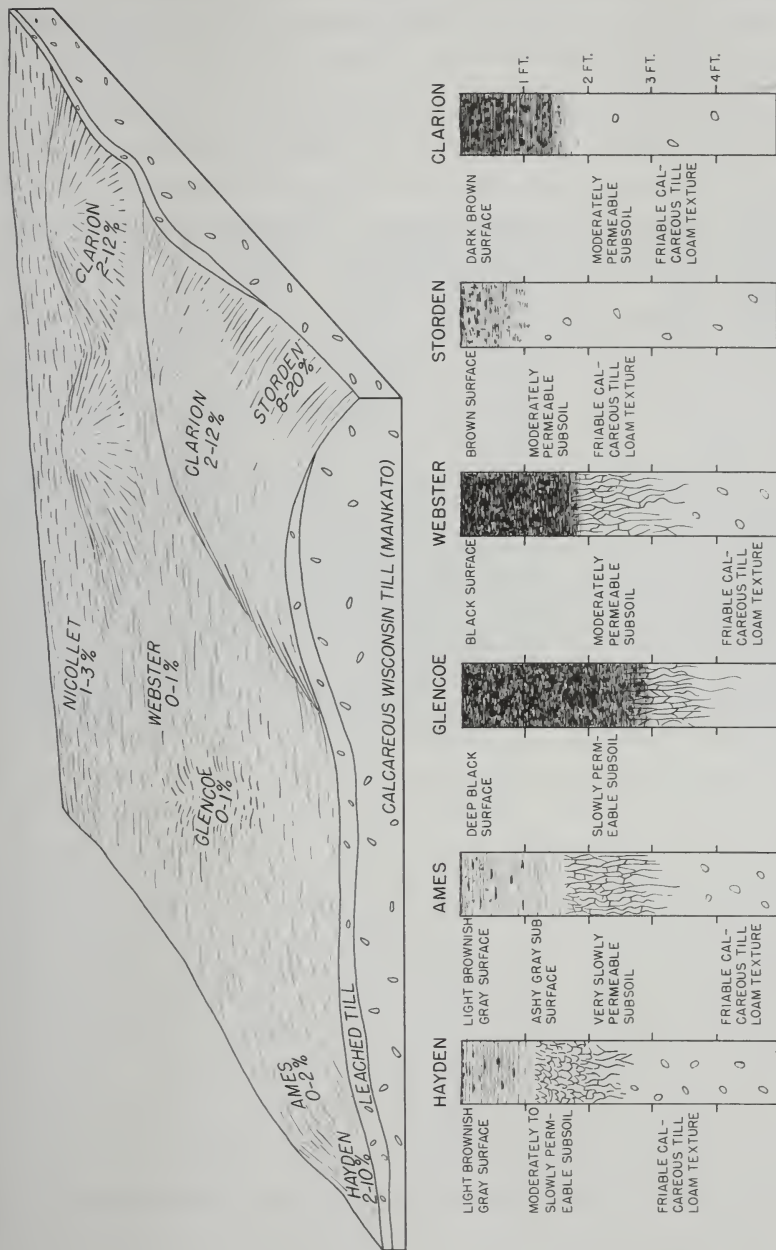 NICOLLET
1-3%
CLARION
2-12%
WEBSTER
0-1%
CLARION
2-12%
GLENCOE
0-1%
STORDEN
8-20%
AMES
0-2%
HAYDEN
2-10%
LEACHED TILL
CALCAREOUS WISCONSIN TILL (MANKATO)
HAYDEN
LIGHT BROWNISH
GRAY SURFACE
MODERATELY TO
SLOWLY PERM-
EABLE SUBSOIL
FRIABLE CAL-
CAREOUS TILL
LOAM TEXTURE
AMES
LIGHT BROWNISH
GRAY SURFACE
ASHY GRAY SUB-
SURFACE
VERY SLOWLY
PERMEABLE
SUBSOIL
FRIABLE CAL-
CAREOUS TILL
LOAM TEXTURE
GLENCOE
DEEP BLACK
SURFACE
SLOWLY PERM-
EABLE SUBSOIL
WEBSTER
BLACK SURFACE
MODERATELY
PERMEABLE
SUBSOIL
FRIABLE CAL-
CAREOUS TILL
LOAM TEXTURE
STORDEN
BROWN SURFACE
MODERATELY
PERMEABLE
SUBSOIL
FRIABLE CAL-
CAREOUS TILL
LOAM TEXTURE
CLARION
DARK BROWN
SURFACE
MODERATELY
PERMEABLE
SUBSOIL
FRIABLE CAL-
CAREOUS TILL
LOAM TEXTURE
1 FT.
2 FT.
3 FT.
4 FT.